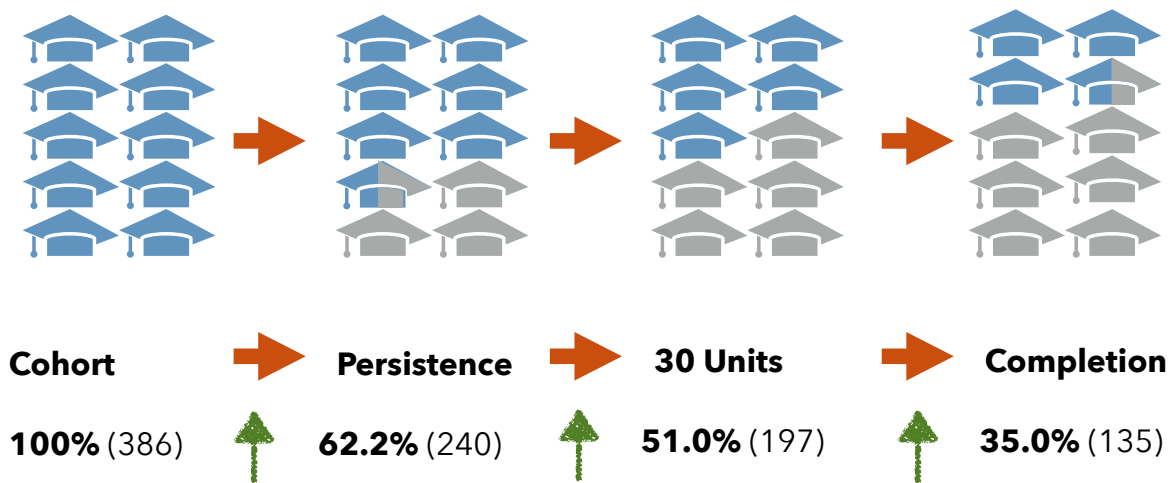 Cohort
Persistence
30 Units
Completion
100% (386)
62.2% (240)
51.0% (197)
35.0% (135)